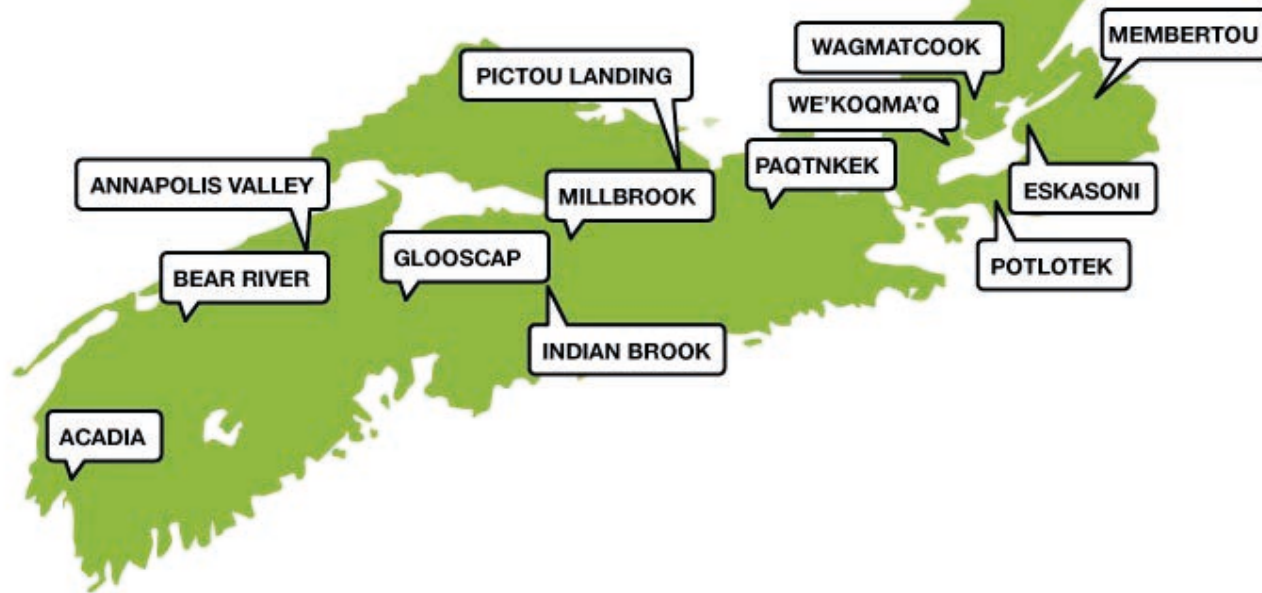 MEMBERTOU
WAGMATCOOK
PICTOU LANDING
WE'KOQMA'Q
PAQTNKEK
ANNAPOLIS VALLEY
MILLBROOK
ESKASONI
GLOOSCAP
POTLOTEK
BEAR RIVER
INDIAN BROOK
ACADIA